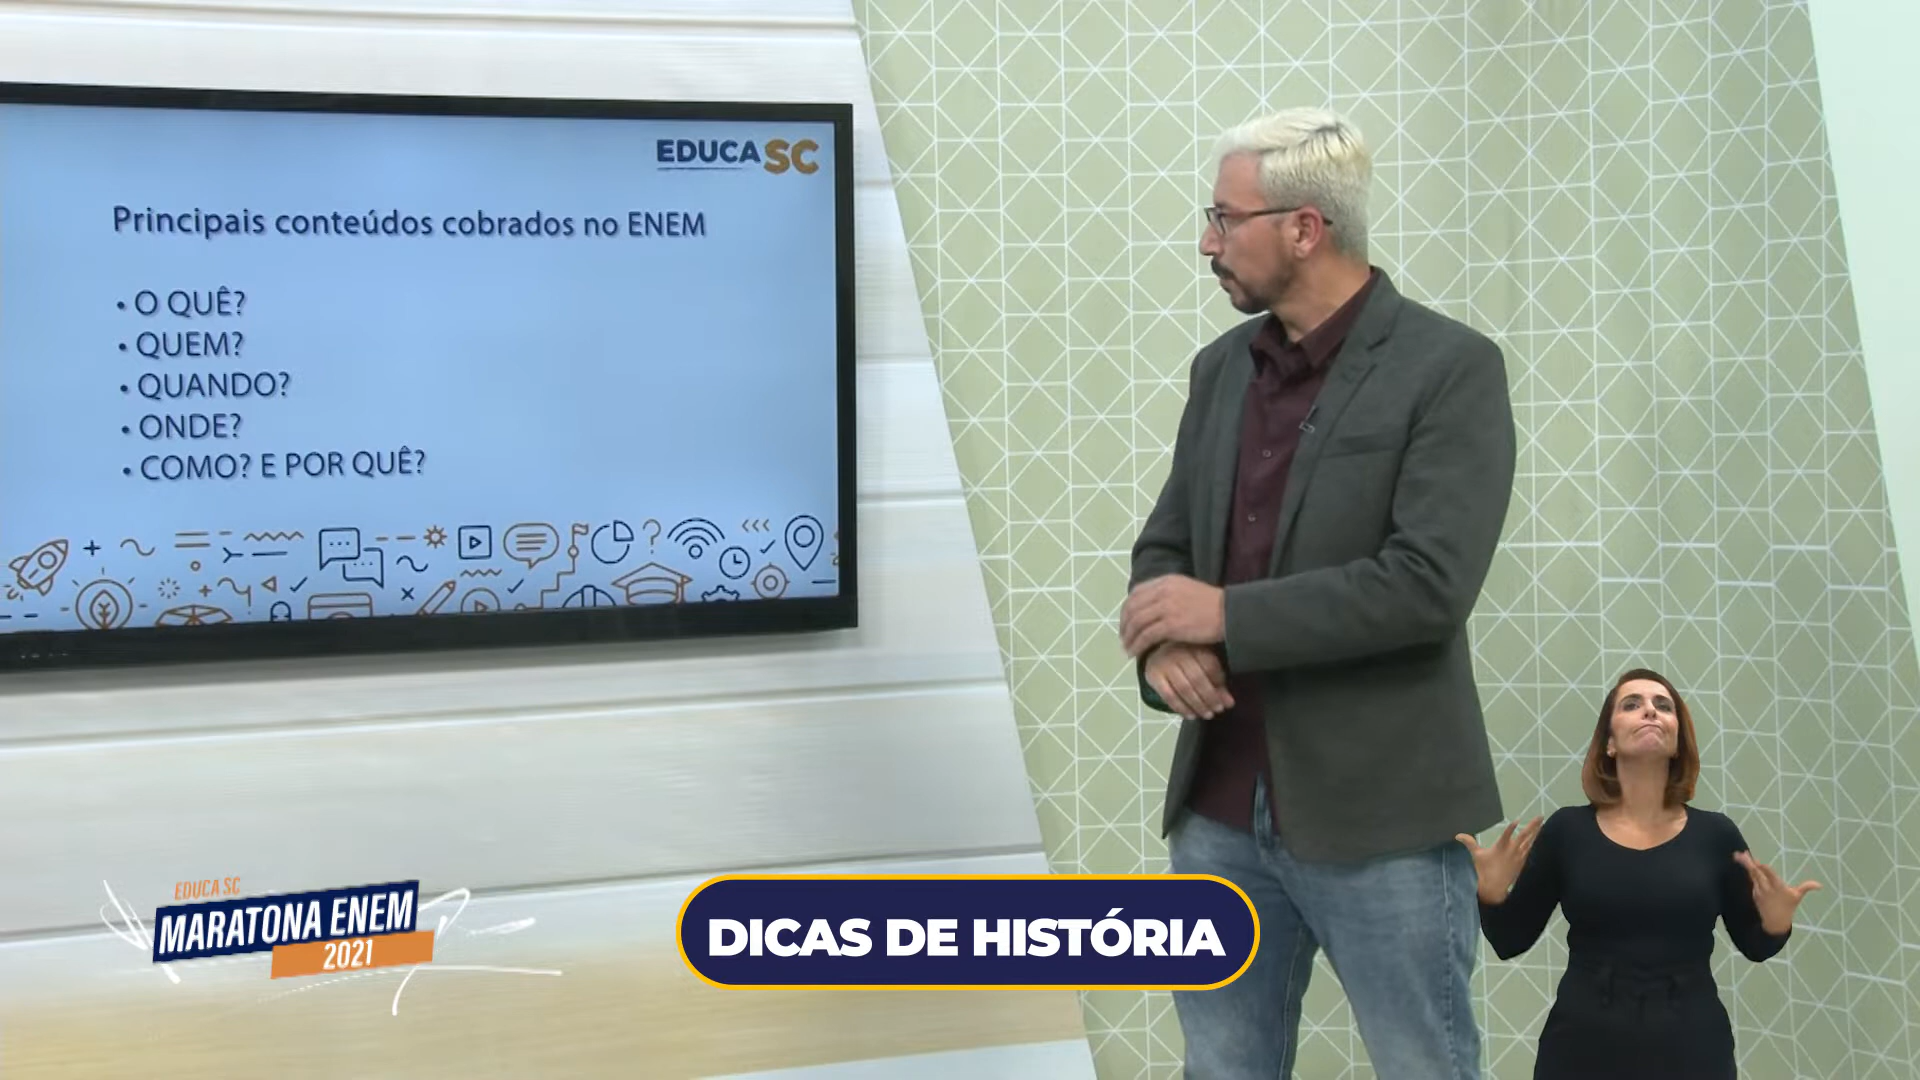 EDUCA SC
Principais conteúdos cobrados no ENEM
• O QUÊ?
• QUEM?
• QUANDO?
• ONDE?
• COMO? E POR QUÊ?
EDUCA SC
MARATONA ENEM
2021
DICAS DE HISTÓRIA